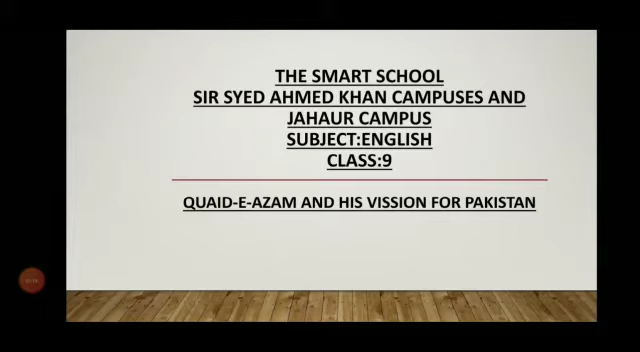 THE SMART SCHOOL
SIR SYED AHMED KHAN CAMPUSES AND
JAHAUR CAMPUS
SUBJECT:ENGLISH
CLASS:9
QUAID-E-AZAM AND HIS VISSION FOR PAKISTAN